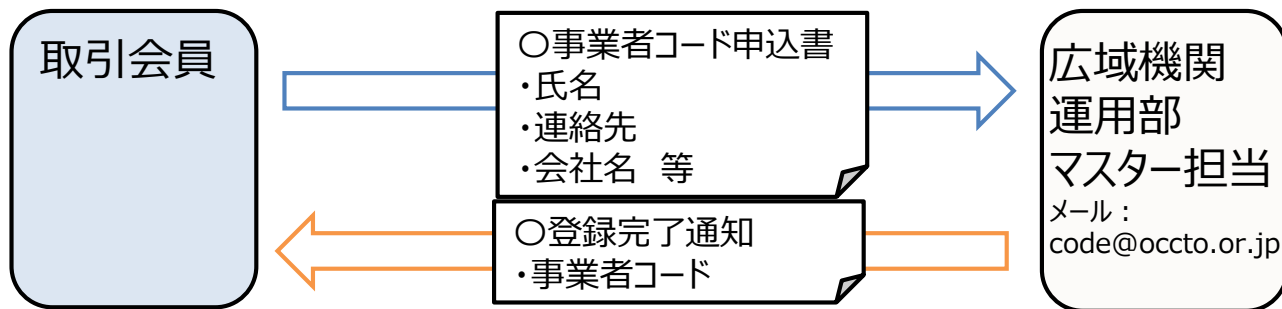 取引会員
〇事業者コード申込書
・氏名
・連絡先
・会社名　等
〇登録完了通知
・事業者コード
広域機関
運用部
マスター担当
メール：
code@occto.or.jp